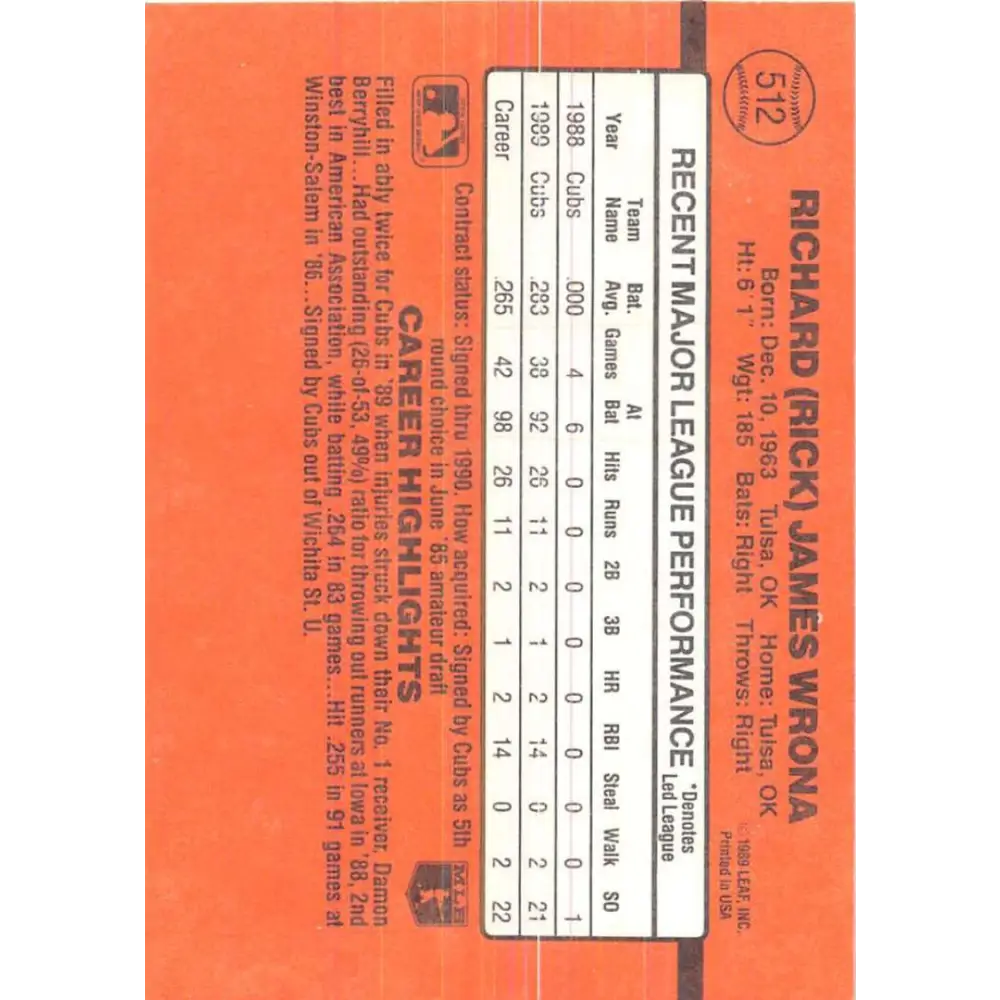 512
RICHARD (RICK) JAMES WRONA
Born: Dec. 10, 1963 Tulsa, OK Home: Tulsa, OK
Ht: 6' 1" Wgt: 185 Bats: Right Throws: Right
© 1989 LEAF, INC.
Printed in USA
RECENT MAJOR LEAGUE PERFORMANCE *Denotes Led League
Year Team Name Bat. Avg. Games At Bat Hits Runs 2B 3B HR RBI Steal Walk SO
1988 Cubs .000 4 6 0 0 0 0 0 0 0 0 1
1989 Cubs .283 38 92 26 11 2 1 2 14 0 2 21
Career .265 42 98 26 11 2 1 2 14 0 2 22
Contract status: Signed thru 1990. How acquired: Signed by Cubs as 5th
round choice in June '85 amateur draft
CAREER HIGHLIGHTS
MLB
Filled in ably twice for Cubs in '89 when injuries struck down their No. 1 receiver, Damon
Berryhill...Had outstanding (26-of-53, 49%) ratio for throwing out runners at Iowa in '88, 2nd
best in American Association, while batting .264 in 83 games...Hit .255 in 91 games at
Winston-Salem in '86...Signed by Cubs out of Wichita St. U.